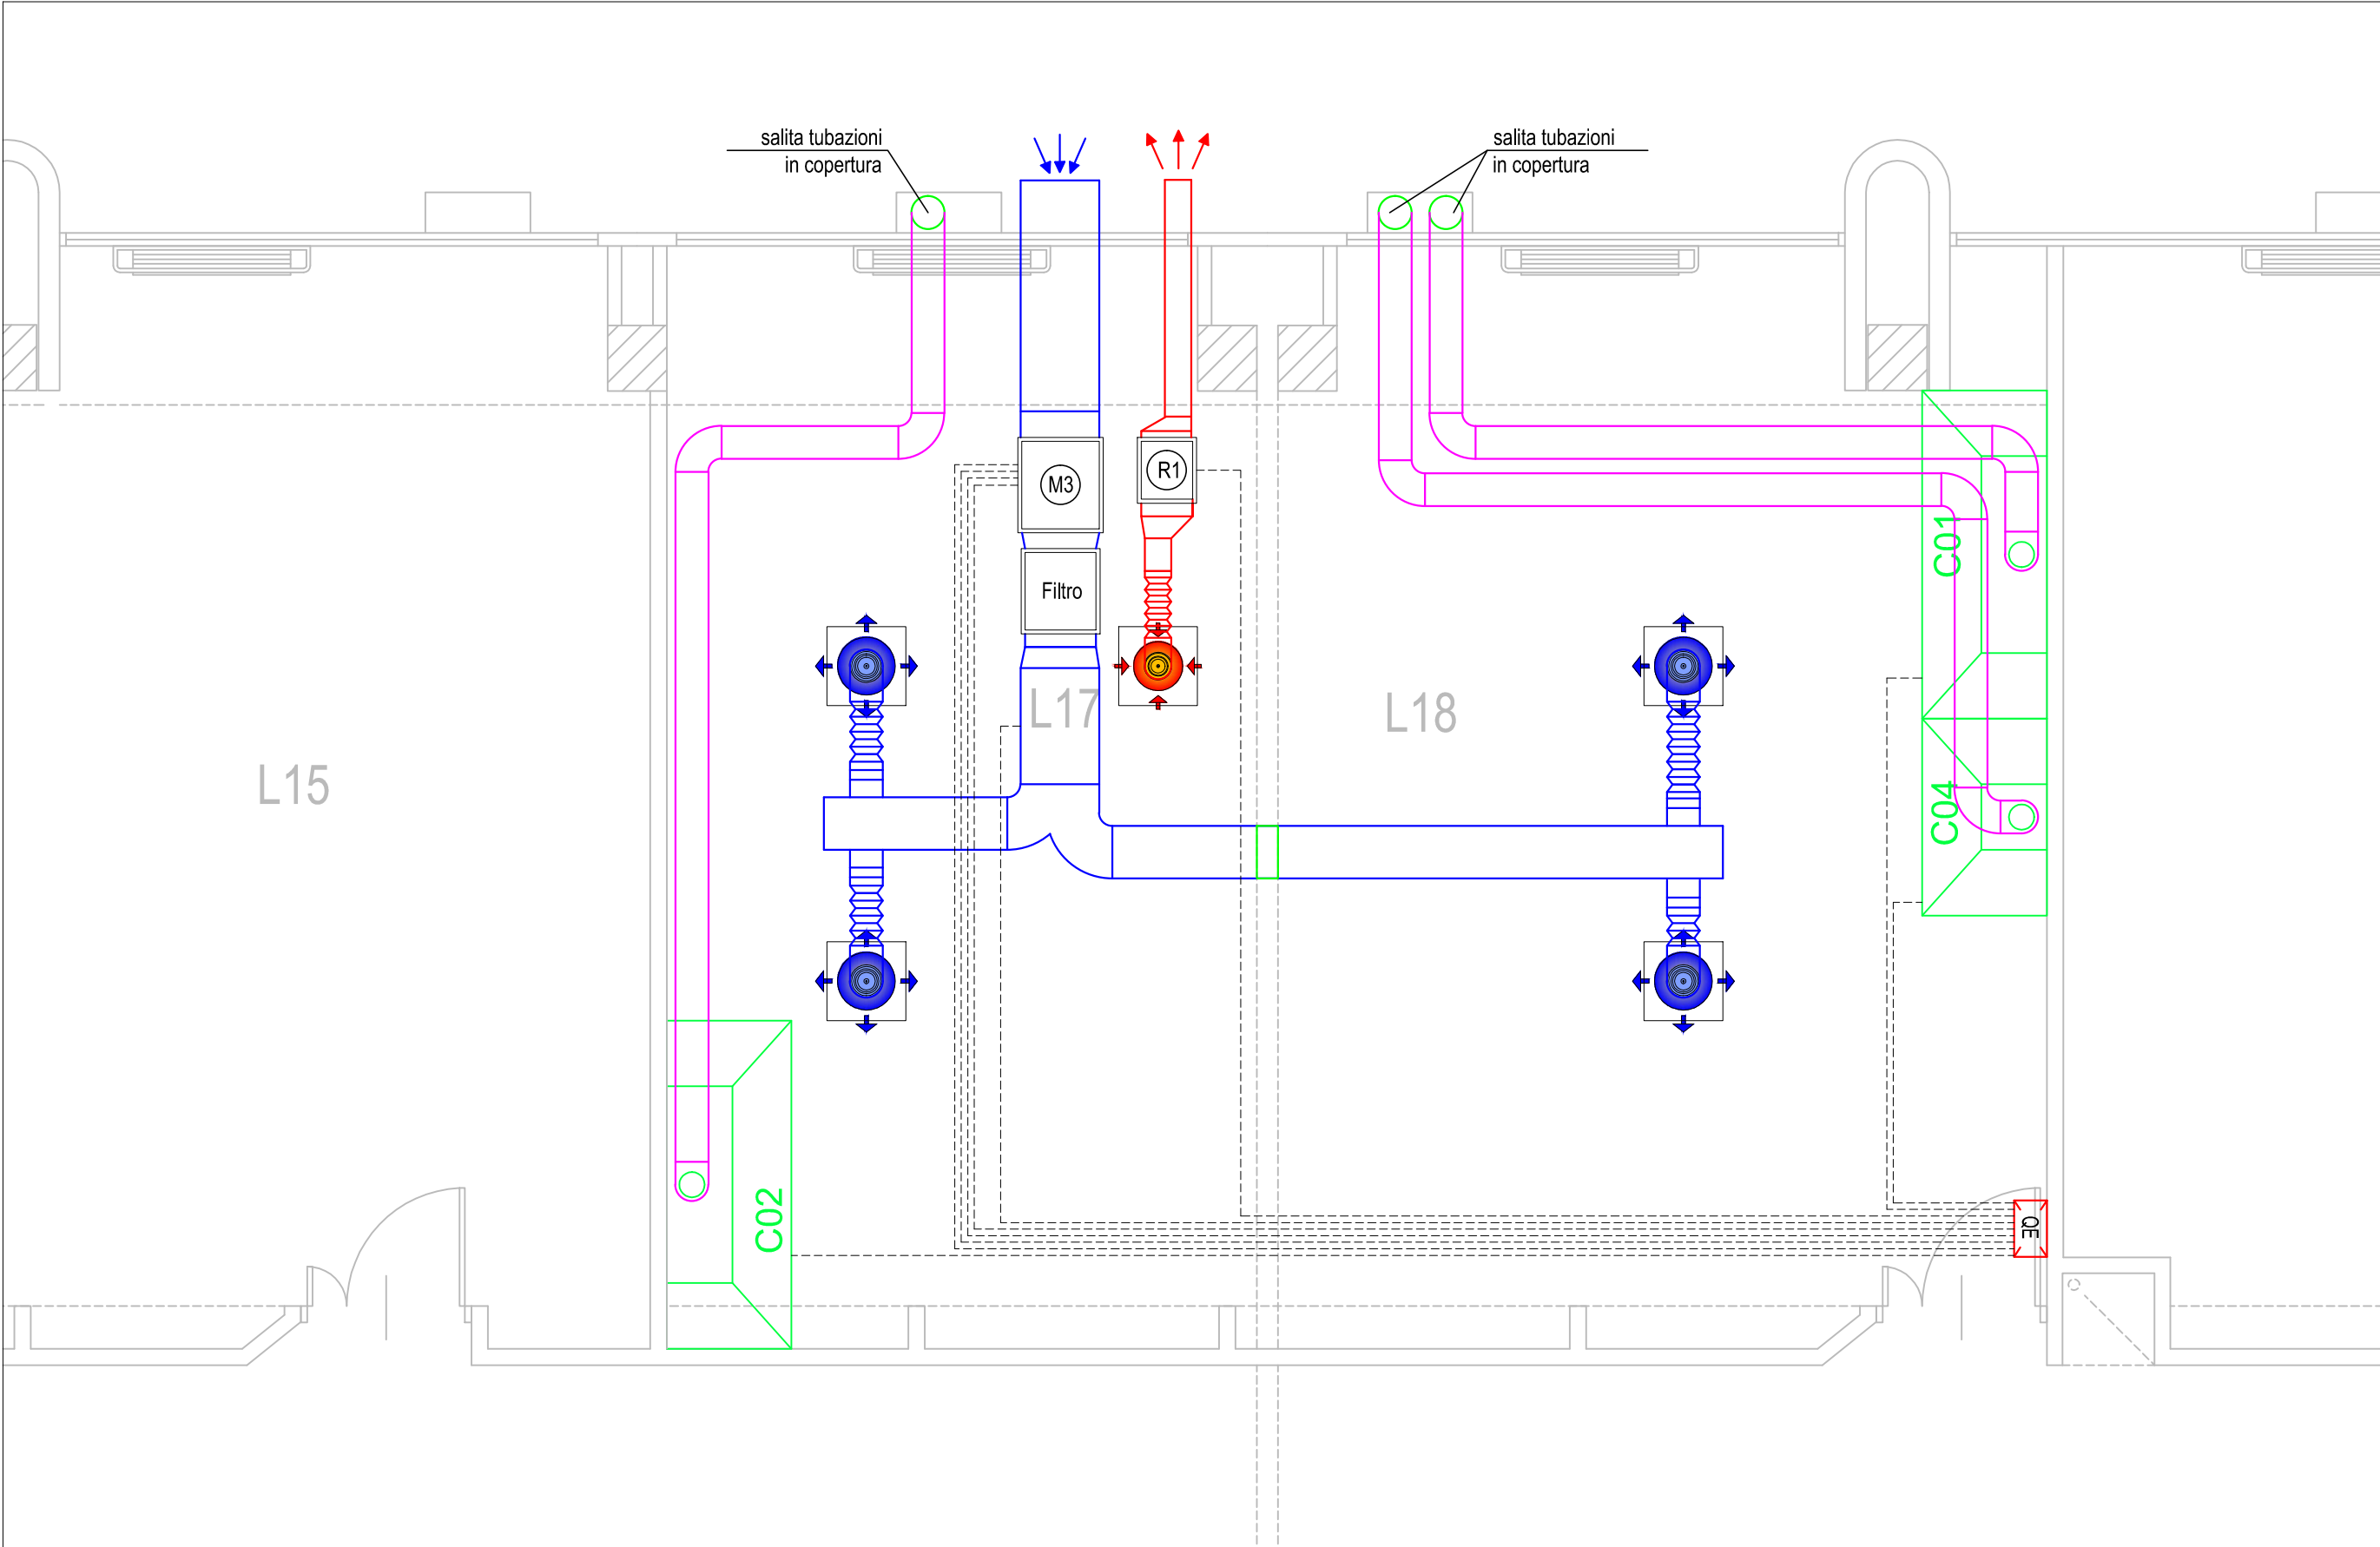 salita tubazioni
in copertura
salita tubazioni
in copertura
M3
R1
Filtro
C01
L17
L18
L15
C04
C02
QE